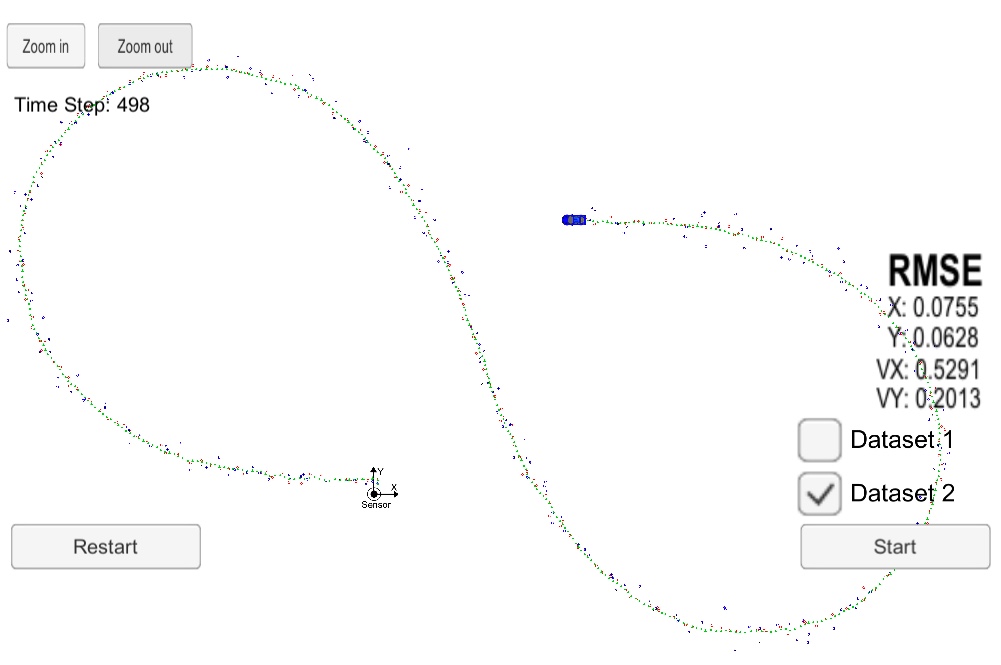 Zoom in
Zoom out
Time Step: 498
RMSE
X: 0.0755
Y: 0.0628
VX: 0.5291
VY: 0.2013
Dataset 1
Dataset 2
Y
X
Sensor
Restart
Start